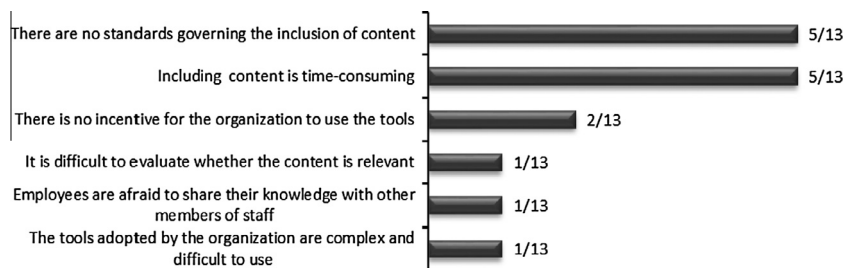 There are no standards governing the inclusion of content 5/13
Including content is time-consuming 5/13
There is no incentive for the organization to use the tools 2/13
It is difficult to evaluate whether the content is relevant 1/13
Employees are afraid to share their knowledge with other
members of staff 1/13
The tools adopted by the organization are complex and
difficult to use 1/13